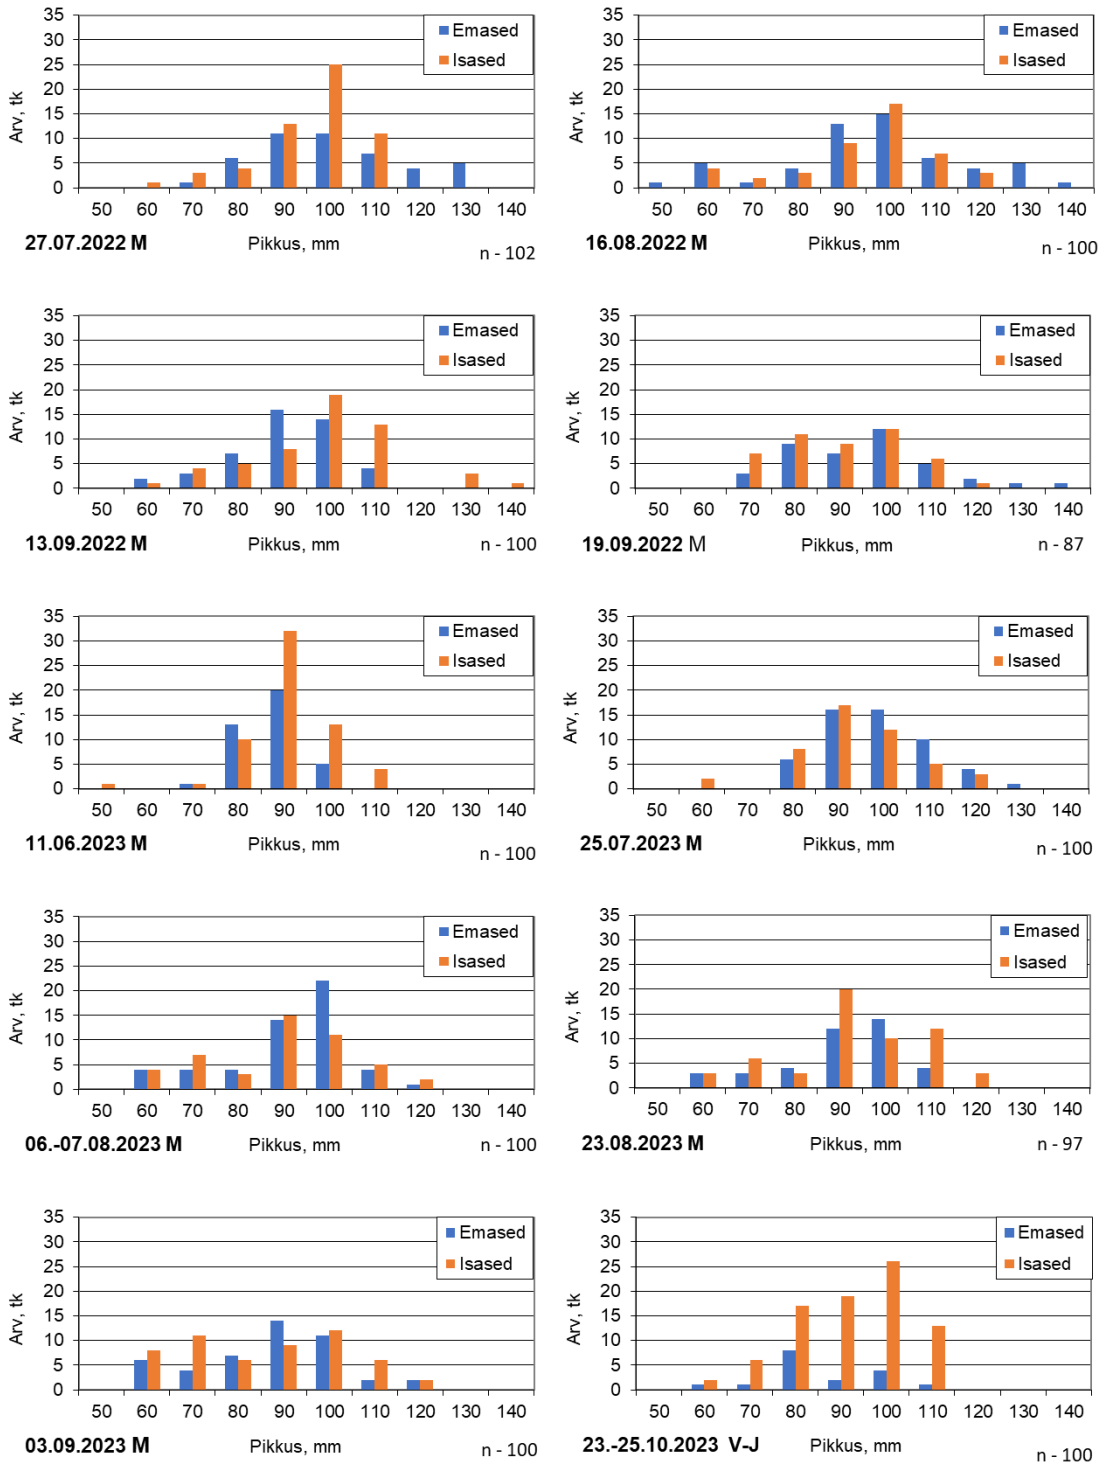 35
30
25
20
15
10
5
0
Arv, tk
Emased
Isased
50 60 70 80 90 100 110 120 130 140
27.07.2022 M Pikkus, mm n - 102
35
30
25
20
15
10
5
0
Arv, tk
Emased
Isased
50 60 70 80 90 100 110 120 130 140
16.08.2022 M Pikkus, mm n - 100
35
30
25
20
15
10
5
0
Arv, tk
Emased
Isased
50 60 70 80 90 100 110 120 130 140
13.09.2022 M Pikkus, mm n - 100
35
30
25
20
15
10
5
0
Arv, tk
Emased
Isased
50 60 70 80 90 100 110 120 130 140
19.09.2022 M Pikkus, mm n - 87
35
30
25
20
15
10
5
0
Arv, tk
Emased
Isased
50 60 70 80 90 100 110 120 130 140
11.06.2023 M Pikkus, mm n - 100
35
30
25
20
15
10
5
0
Arv, tk
Emased
Isased
50 60 70 80 90 100 110 120 130 140
25.07.2023 M Pikkus, mm n - 100
35
30
25
20
15
10
5
0
Arv, tk
Emased
Isased
50 60 70 80 90 100 110 120 130 140
06.-07.08.2023 M Pikkus, mm n - 100
35
30
25
20
15
10
5
0
Arv, tk
Emased
Isased
50 60 70 80 90 100 110 120 130 140
23.08.2023 M Pikkus, mm n - 97
35
30
25
20
15
10
5
0
Arv, tk
Emased
Isased
50 60 70 80 90 100 110 120 130 140
03.09.2023 M Pikkus, mm n - 100
35
30
25
20
15
10
5
0
Arv, tk
Emased
Isased
50 60 70 80 90 100 110 120 130 140
23.-25.10.2023 V-J Pikkus, mm n - 100